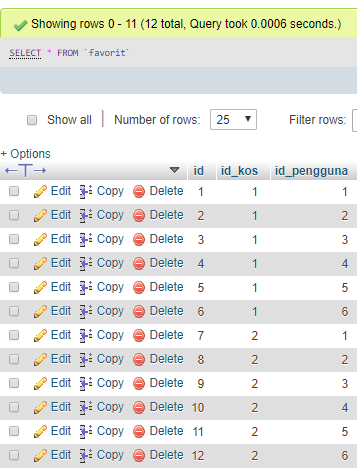 Showing rows 0 - 11 (12 total, Query took 0.0006 seconds.)
SELECT * FROM `favorit`
Show all Number of rows: 25 Filter rows:
+ Options
←T→ id id_kos id_pengguna
Edit Copy Delete 1 1 1
Edit Copy Delete 2 1 2
Edit Copy Delete 3 1 3
Edit Copy Delete 4 1 4
Edit Copy Delete 5 1 5
Edit Copy Delete 6 1 6
Edit Copy Delete 7 2 1
Edit Copy Delete 8 2 2
Edit Copy Delete 9 2 3
Edit Copy Delete 10 2 4
Edit Copy Delete 11 2 5
Edit Copy Delete 12 2 6